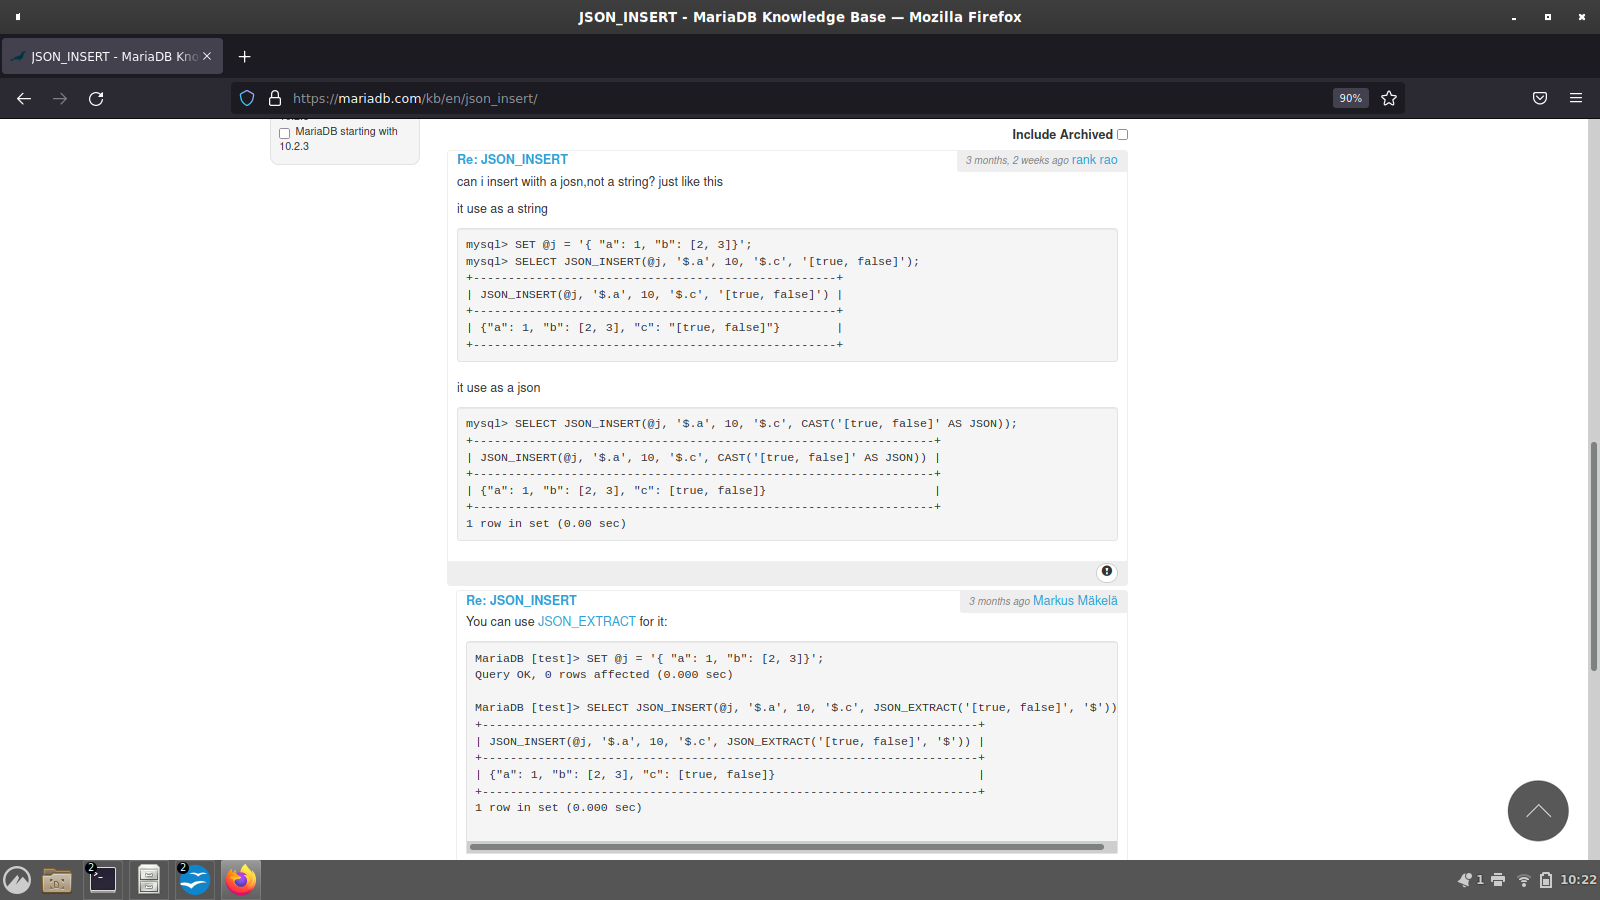 JSON_INSERT - MariaDB Knowledge Base — Mozilla Firefox
JSON_INSERT - MariaDB Kno
https://mariadb.com/kb/en/json_insert/
90%
MariaDB starting with
10.2.3
Include Archived
Re: JSON_INSERT
3 months, 2 weeks ago rank rao
can i insert wiith a josn,not a string? just like this
it use as a string
mysql> SET @j = '{ "a": 1, "b": [2, 3]}';
mysql> SELECT JSON_INSERT(@j, '$.a', 10, '$.c', '[true, false]');
+----------------------------------------------------+
| JSON_INSERT(@j, '$.a', 10, '$.c', '[true, false]') |
+----------------------------------------------------+
| {"a": 1, "b": [2, 3], "c": "[true, false]"}        |
+----------------------------------------------------+
it use as a json
mysql> SELECT JSON_INSERT(@j, '$.a', 10, '$.c', CAST('[true, false]' AS JSON));
+------------------------------------------------------------------+
| JSON_INSERT(@j, '$.a', 10, '$.c', CAST('[true, false]' AS JSON)) |
+------------------------------------------------------------------+
| {"a": 1, "b": [2, 3], "c": [true, false]}                        |
+------------------------------------------------------------------+
1 row in set (0.00 sec)
Re: JSON_INSERT
3 months ago Markus Mäkelä
You can use JSON_EXTRACT for it:
MariaDB [test]> SET @j = '{ "a": 1, "b": [2, 3]}';
Query OK, 0 rows affected (0.000 sec)
MariaDB [test]> SELECT JSON_INSERT(@j, '$.a', 10, '$.c', JSON_EXTRACT('[true, false]', '$'))
+-----------------------------------------------------------------------+
| JSON_INSERT(@j, '$.a', 10, '$.c', JSON_EXTRACT('[true, false]', '$')) |
+-----------------------------------------------------------------------+
| {"a": 1, "b": [2, 3], "c": [true, false]}                             |
+-----------------------------------------------------------------------+
1 row in set (0.000 sec)
2
2
1
10:22